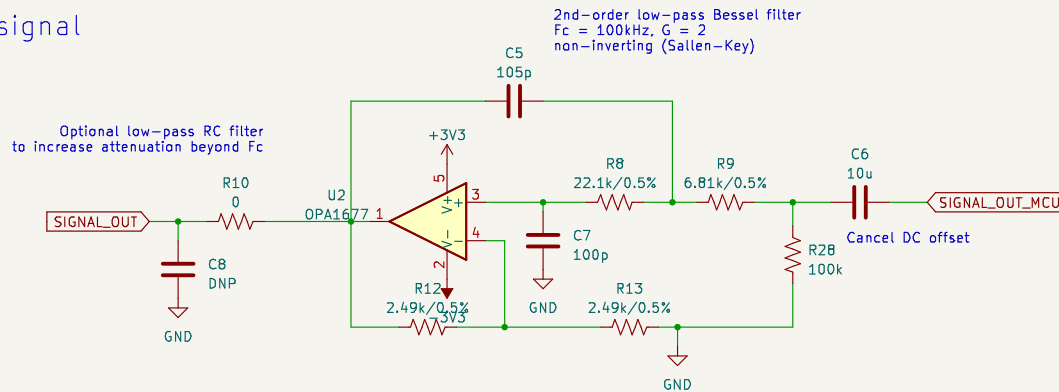 signal
2nd-order low-pass Bessel filter
Fc = 100kHz, G = 2
non-inverting (Sallen-Key)
C5
105p
Optional low-pass RC filter
to increase attenuation beyond Fc
+3V3
R10
0
U2
OPA1677
SIGNAL_OUT
1
5
V+
+
3
V-
-
4
2
R8
22.1k/0.5%
R9
6.81k/0.5%
C6
10u
SIGNAL_OUT_MCU
Cancel DC offset
C7
100p
GND
R28
100k
C8
DNP
GND
R12
2.49k/0.5%
-3V3
R13
2.49k/0.5%
GND